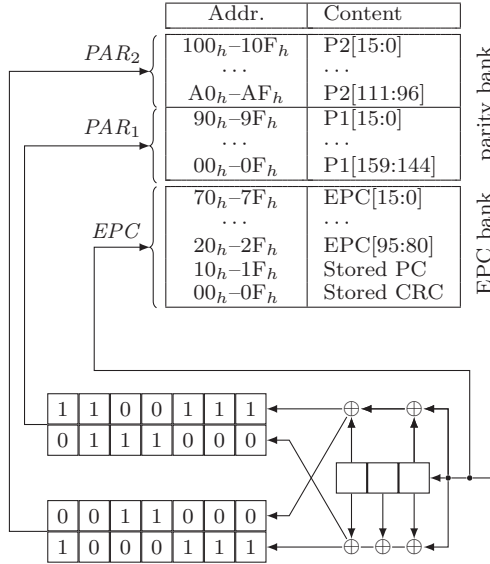 Addr. Content
PAR₂ 100ₕ–10Fₕ P2[15:0]
... ...
A0ₕ–AFₕ P2[111:96]
PAR₁ 90ₕ–9Fₕ P1[15:0]
... ...
00ₕ–0Fₕ P1[159:144]
parity bank
EPC 70ₕ–7Fₕ EPC[15:0]
... ...
20ₕ–2Fₕ EPC[95:80]
10ₕ–1Fₕ Stored PC
00ₕ–0Fₕ Stored CRC
EPC bank
1 1 0 0 1 1 1
0 1 1 1 0 0 0
0 0 1 1 0 0 0
1 0 0 0 1 1 1